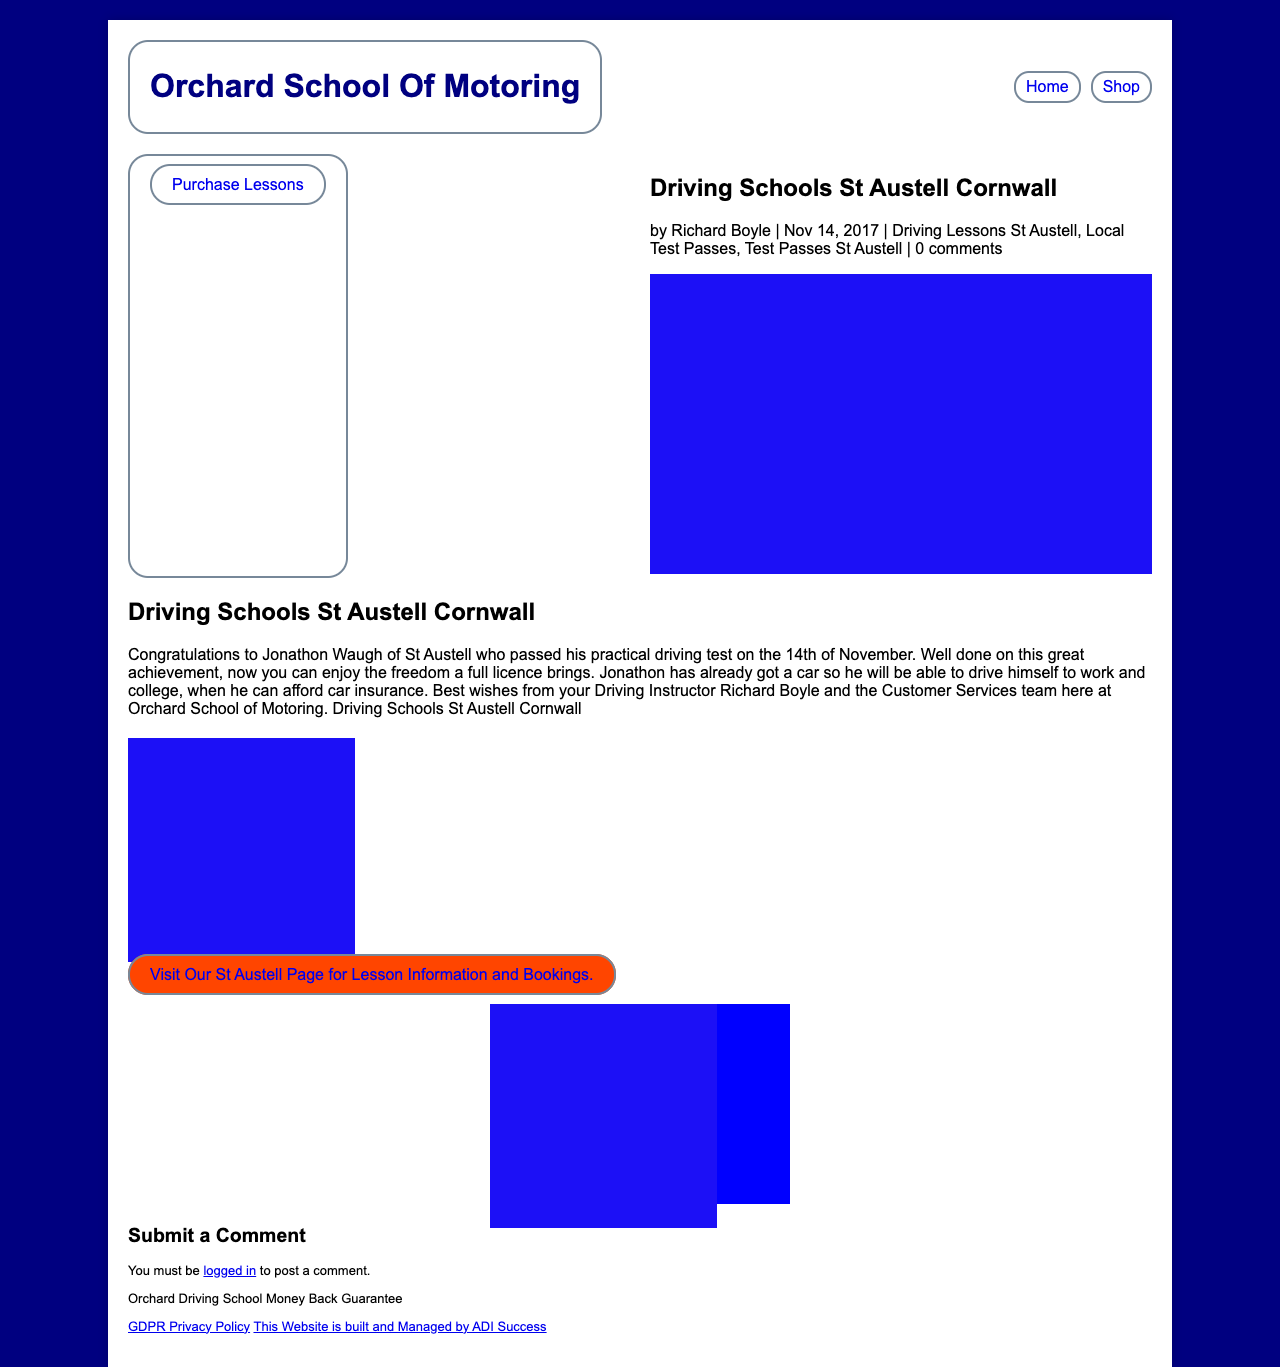 Orchard School Of Motoring
Home
Shop
Purchase Lessons
Driving Schools St Austell Cornwall
by Richard Boyle | Nov 14, 2017 | Driving Lessons St Austell, Local
Test Passes, Test Passes St Austell | 0 comments
Driving Schools St Austell Cornwall
Congratulations to Jonathon Waugh of St Austell who passed his practical driving test on the 14th of November. Well done on this great
achievement, now you can enjoy the freedom a full licence brings. Jonathon has already got a car so he will be able to drive himself to work and
college, when he can afford car insurance. Best wishes from your Driving Instructor Richard Boyle and the Customer Services team here at
Orchard School of Motoring. Driving Schools St Austell Cornwall
Visit Our St Austell Page for Lesson Information and Bookings.
Submit a Comment
You must be logged in to post a comment.
Orchard Driving School Money Back Guarantee
GDPR Privacy Policy This Website is built and Managed by ADI Success